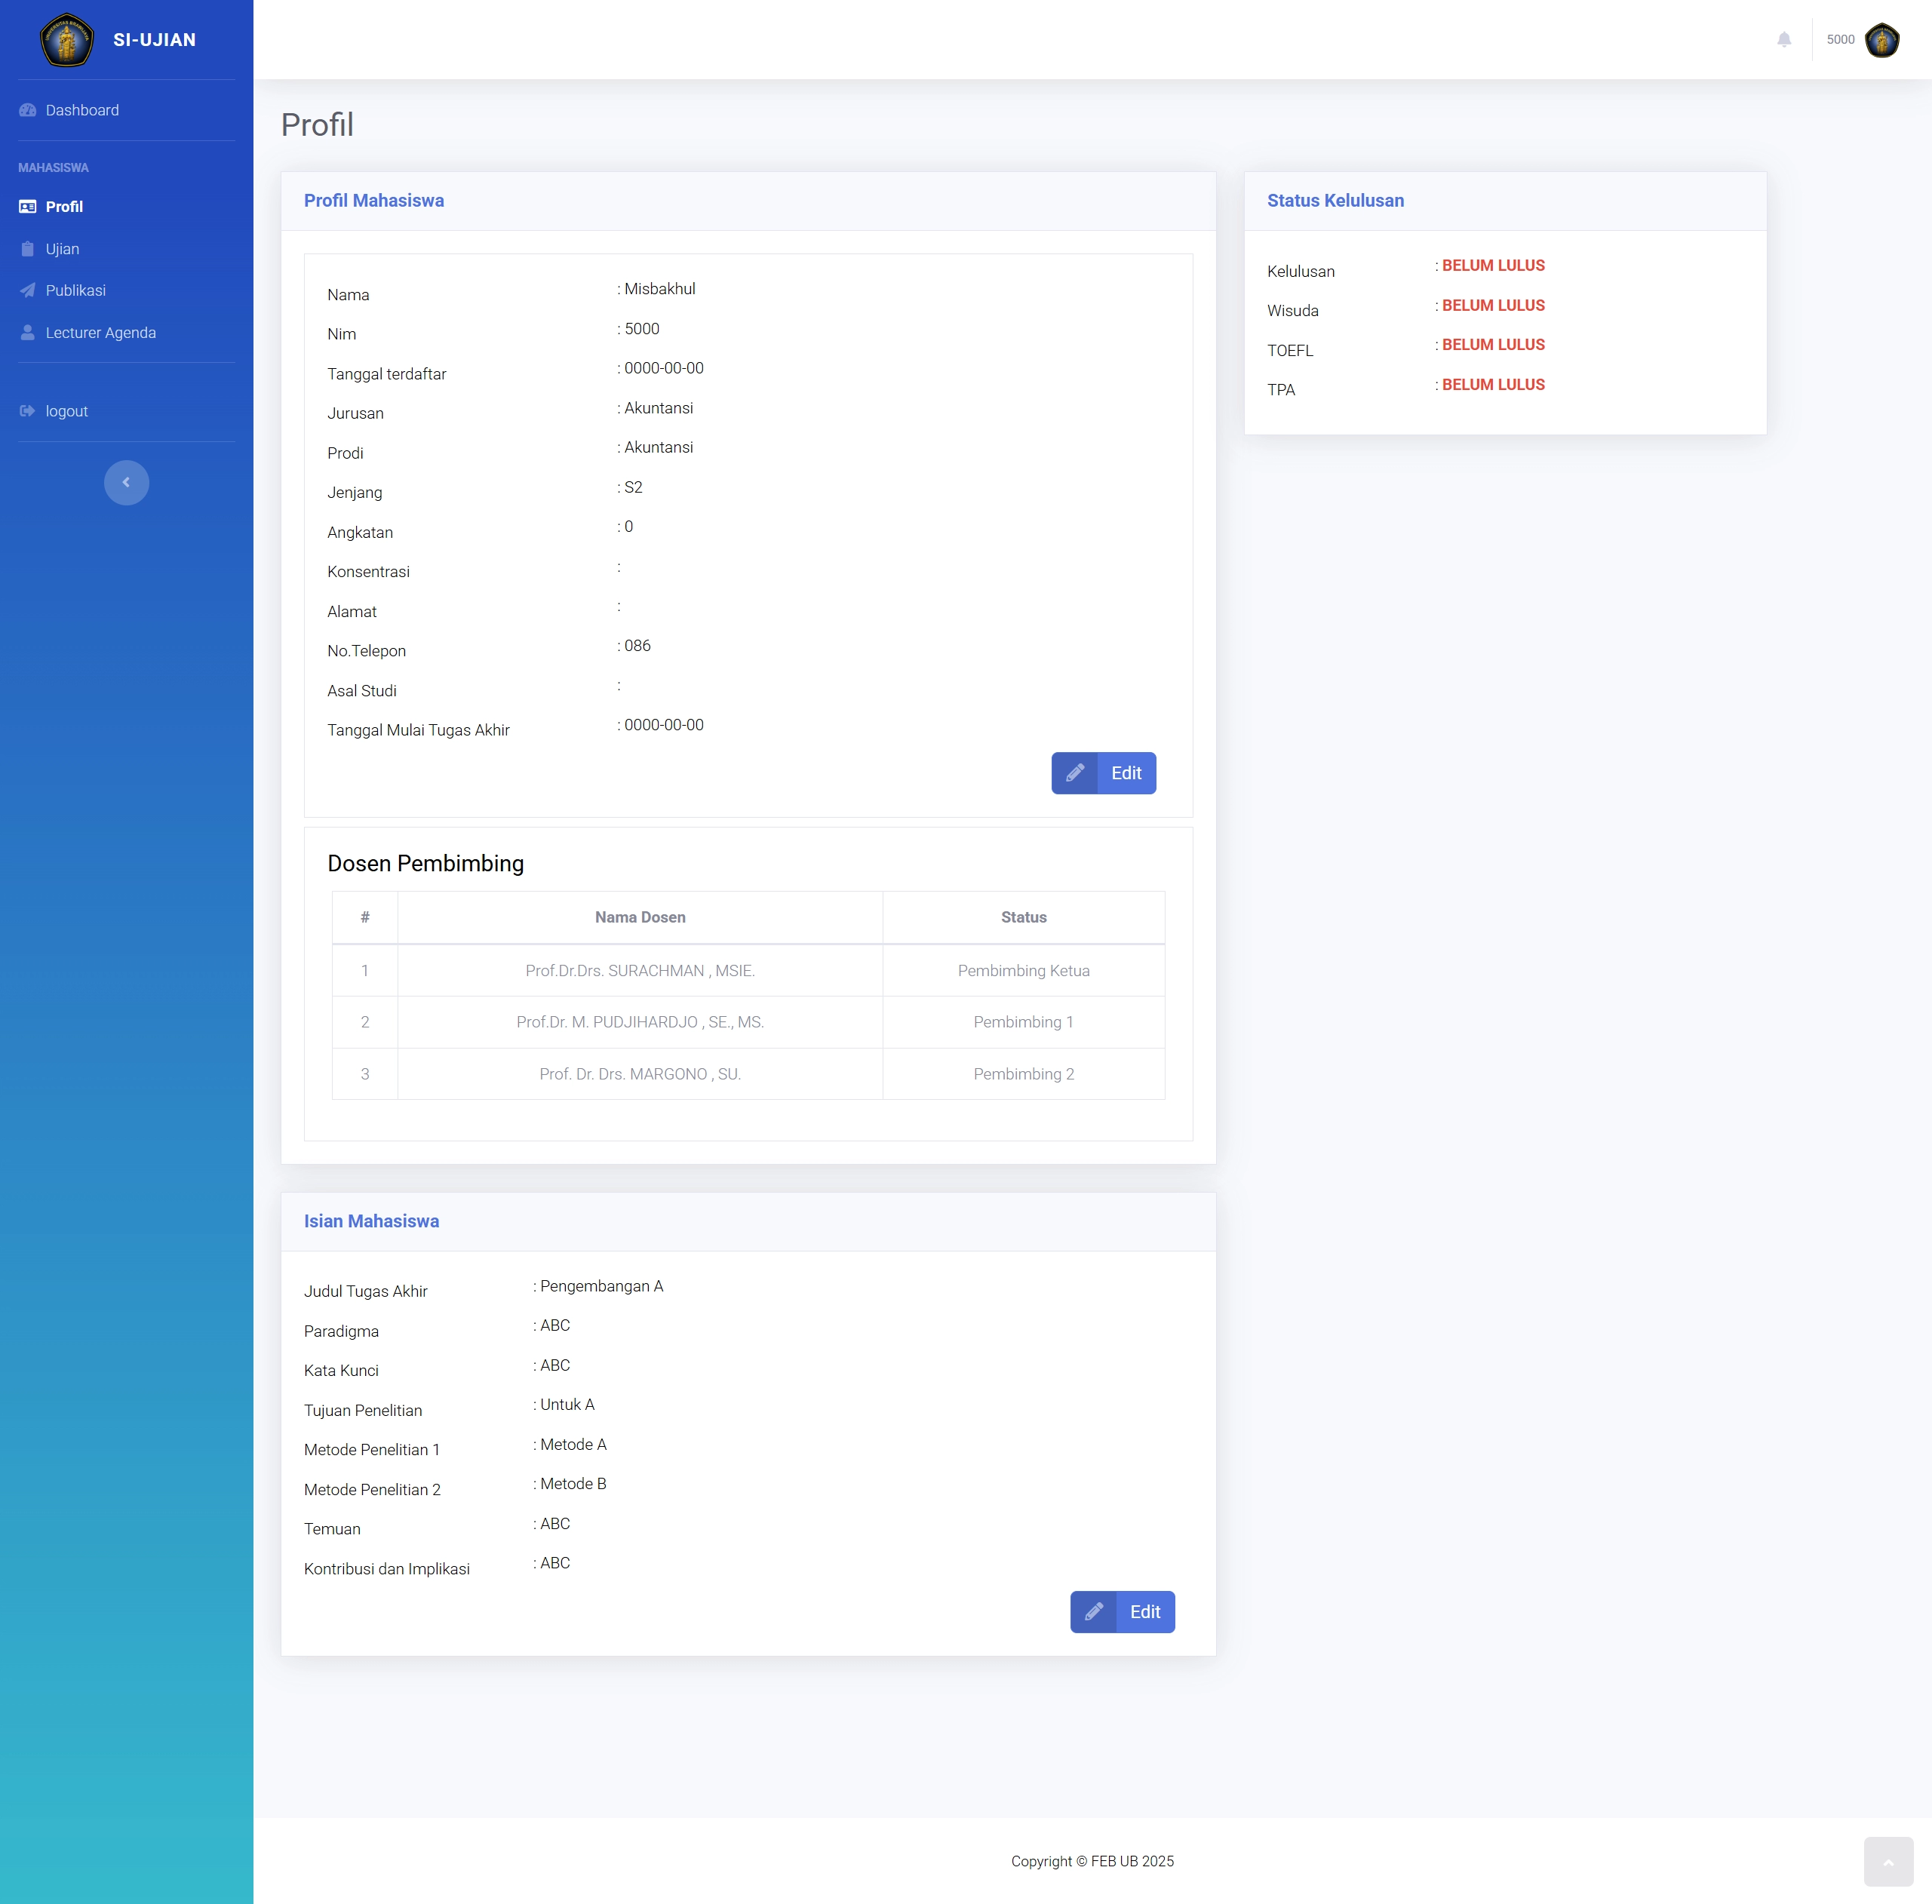 SI-UJIAN
5000
Dashboard
MAHASISWA
Profil
Ujian
Publikasi
Lecturer Agenda
logout
Profil
Profil Mahasiswa
Nama : Misbakhul
Nim : 5000
Tanggal terdaftar : 0000-00-00
Jurusan : Akuntansi
Prodi : Akuntansi
Jenjang : S2
Angkatan : 0
Konsentrasi :
Alamat :
No.Telepon : 086
Asal Studi :
Tanggal Mulai Tugas Akhir : 0000-00-00
Edit
Dosen Pembimbing
# Nama Dosen Status
1 Prof.Dr.Drs. SURACHMAN , MSIE. Pembimbing Ketua
2 Prof.Dr. M. PUDJIHARDJO , SE., MS. Pembimbing 1
3 Prof. Dr. Drs. MARGONO , SU. Pembimbing 2
Status Kelulusan
Kelulusan : BELUM LULUS
Wisuda : BELUM LULUS
TOEFL : BELUM LULUS
TPA : BELUM LULUS
Isian Mahasiswa
Judul Tugas Akhir : Pengembangan A
Paradigma : ABC
Kata Kunci : ABC
Tujuan Penelitian : Untuk A
Metode Penelitian 1 : Metode A
Metode Penelitian 2 : Metode B
Temuan : ABC
Kontribusi dan Implikasi : ABC
Edit
Copyright © FEB UB 2025